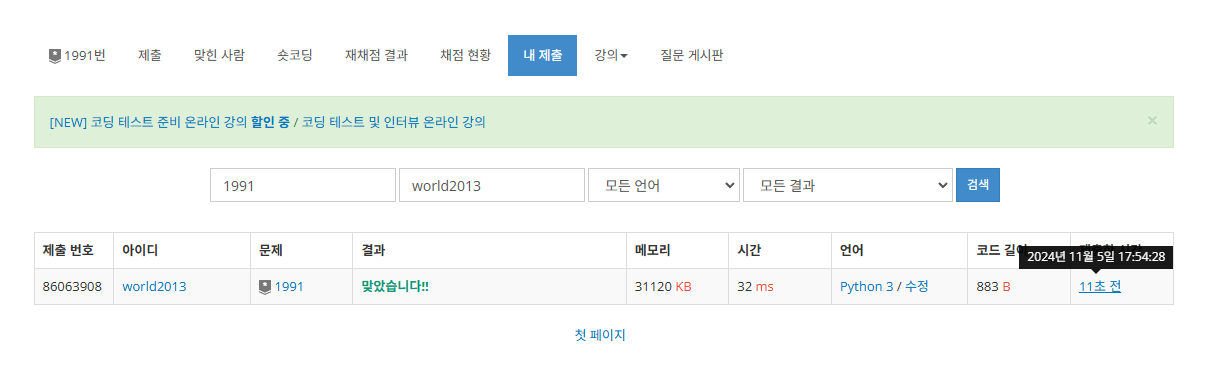 1991번 제출 맞힌 사람 숏코딩 재채점 결과 채점 현황 내 제출 강의 질문 게시판
[NEW] 코딩 테스트 준비 온라인 강의 할인 중 / 코딩 테스트 및 인터뷰 온라인 강의 ×
1991 world2013 모든 언어 모든 결과 검색
제출 번호 아이디 문제 결과 메모리 시간 언어 코드
2024년 11월 5일 17:54:28
86063908 world2013 1991 맞았습니다!! 31120 KB 32 ms Python 3 / 수정 883 B 11초 전
첫 페이지